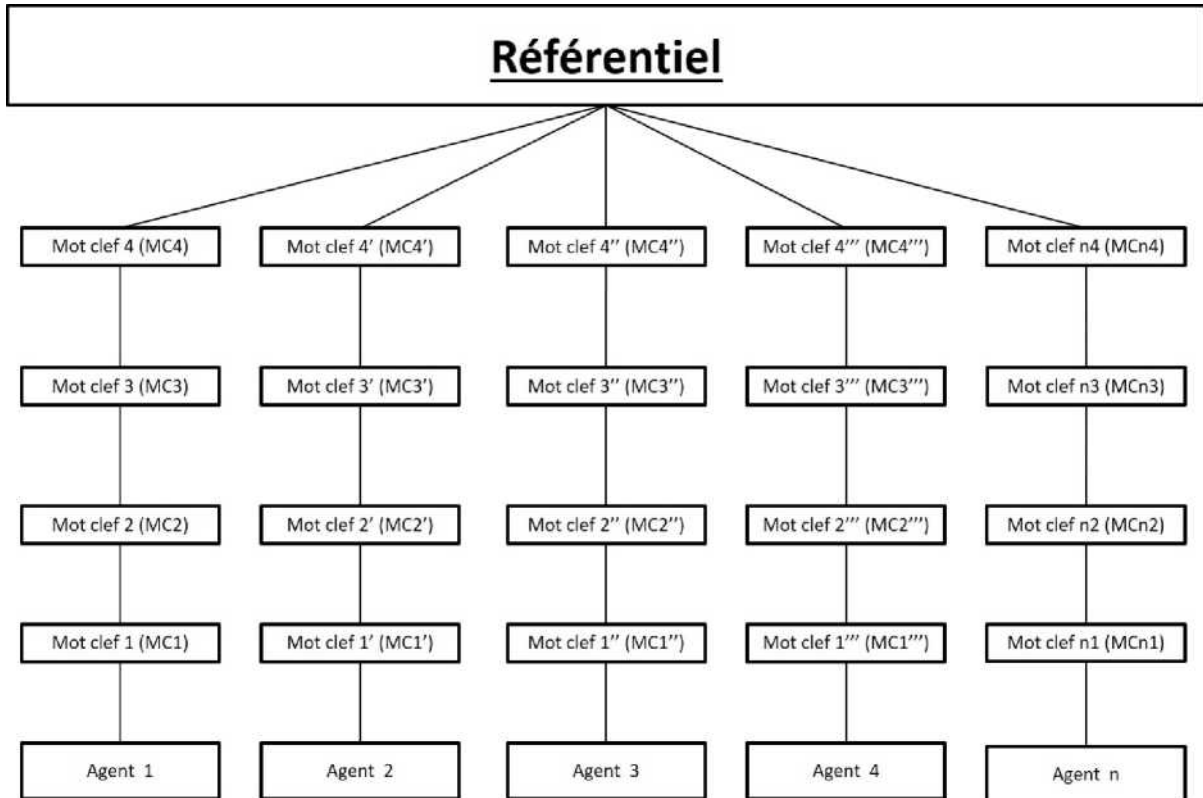 Référentiel
Mot clef 4 (MC4)
Mot clef 4′ (MC4′)
Mot clef 4′′ (MC4′′)
Mot clef 4′′′ (MC4′′′)
Mot clef n4 (MCn4)
Mot clef 3 (MC3)
Mot clef 3′ (MC3′)
Mot clef 3′′ (MC3′′)
Mot clef 3′′′ (MC3′′′)
Mot clef n3 (MCn3)
Mot clef 2 (MC2)
Mot clef 2′ (MC2′)
Mot clef 2′′ (MC2′′)
Mot clef 2′′′ (MC2′′′)
Mot clef n2 (MCn2)
Mot clef 1 (MC1)
Mot clef 1′ (MC1′)
Mot clef 1′′ (MC1′′)
Mot clef 1′′′ (MC1′′′)
Mot clef n1 (MCn1)
Agent 1
Agent 2
Agent 3
Agent 4
Agent n